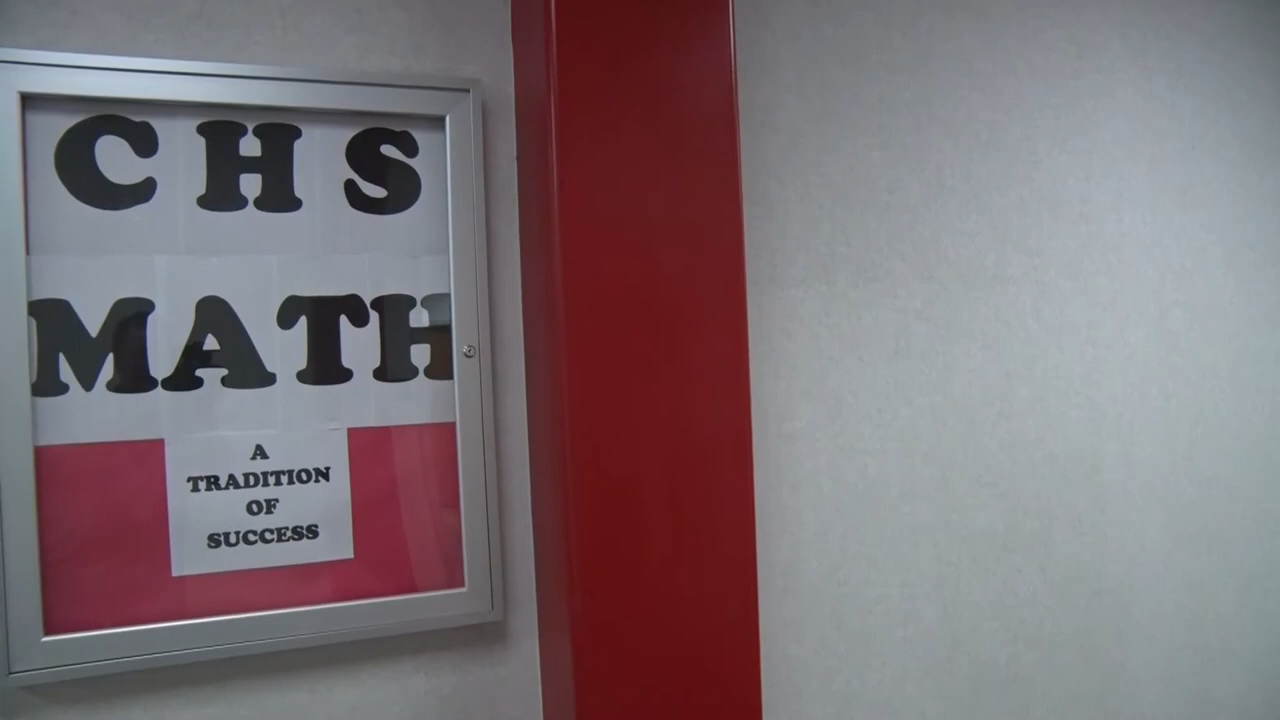 CHS
MATH
A
TRADITION
OF
SUCCESS